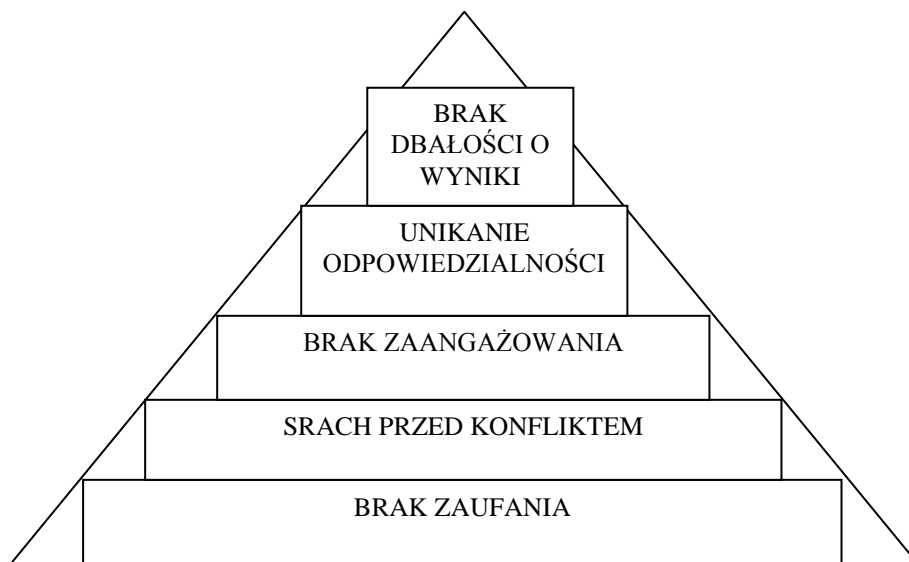 BRAK
DBAŁOŚCI O
WYNIKI
UNIKANIE
ODPOWIEDZIALNOŚCI
BRAK ZAANGAŻOWANIA
SRACH PRZED KONFLIKTEM
BRAK ZAUFANIA